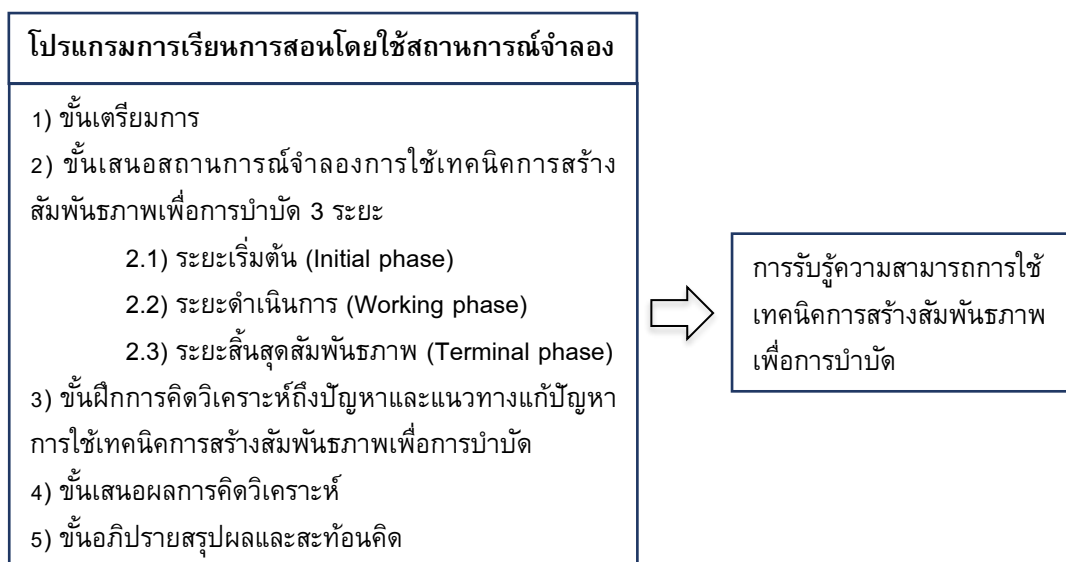 โปรแกรมการเรียนการสอนโดยใช้สถานการณ์จำลอง
1) ขั้นเตรียมการ
2) ขั้นเสนอสถานการณ์จำลองการใช้เทคนิคการสร้าง
สัมพันธภาพเพื่อการบำบัด 3 ระยะ
2.1) ระยะเริ่มต้น (Initial phase)
2.2) ระยะดำเนินการ (Working phase)
2.3) ระยะสิ้นสุดสัมพันธภาพ (Terminal phase)
3) ขั้นฝึกการคิดวิเคราะห์ถึงปัญหาและแนวทางแก้ปัญหา
การใช้เทคนิคการสร้างสัมพันธภาพเพื่อการบำบัด
4) ขั้นเสนอผลการคิดวิเคราะห์
5) ขั้นอภิปรายสรุปผลและสะท้อนคิด
การรับรู้ความสามารถการใช้
เทคนิคการสร้างสัมพันธภาพ
เพื่อการบำบัด